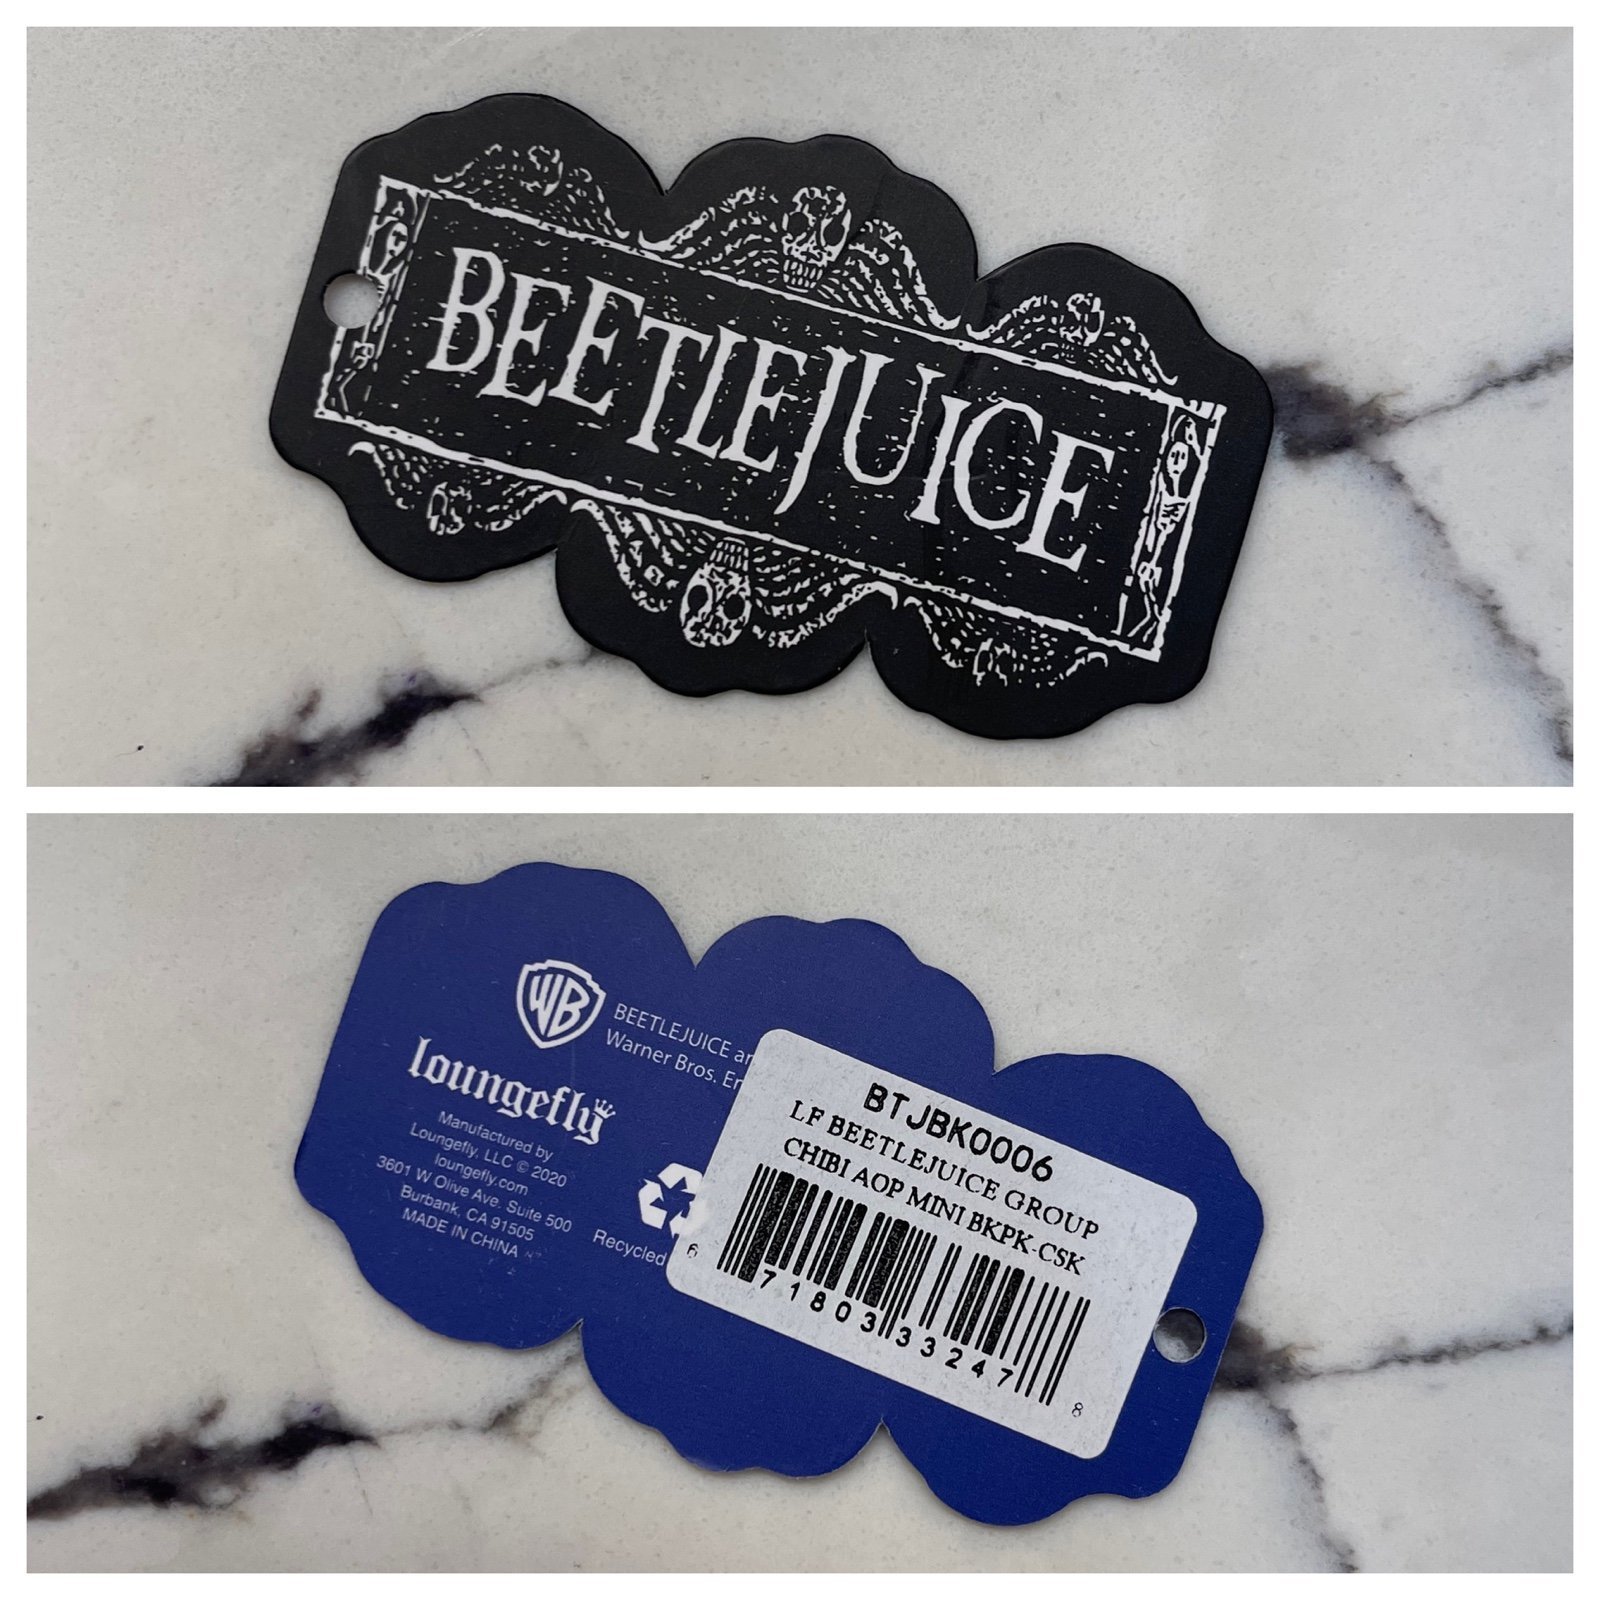 BEETLEJUICE
WB
BEETLEJUICE
Warner Bros.
loungefly
Manufactured by
Loungefly, LLC © 2020
loungefly.com
3601 W Olive Ave. Suite 500
Burbank, CA 91505
MADE IN CHINA
Recycled
BTJBK0006
LF BEETLEJUICE GROUP
CHIBI AOP MINI BKPK-CSK
6 71803 33247 8